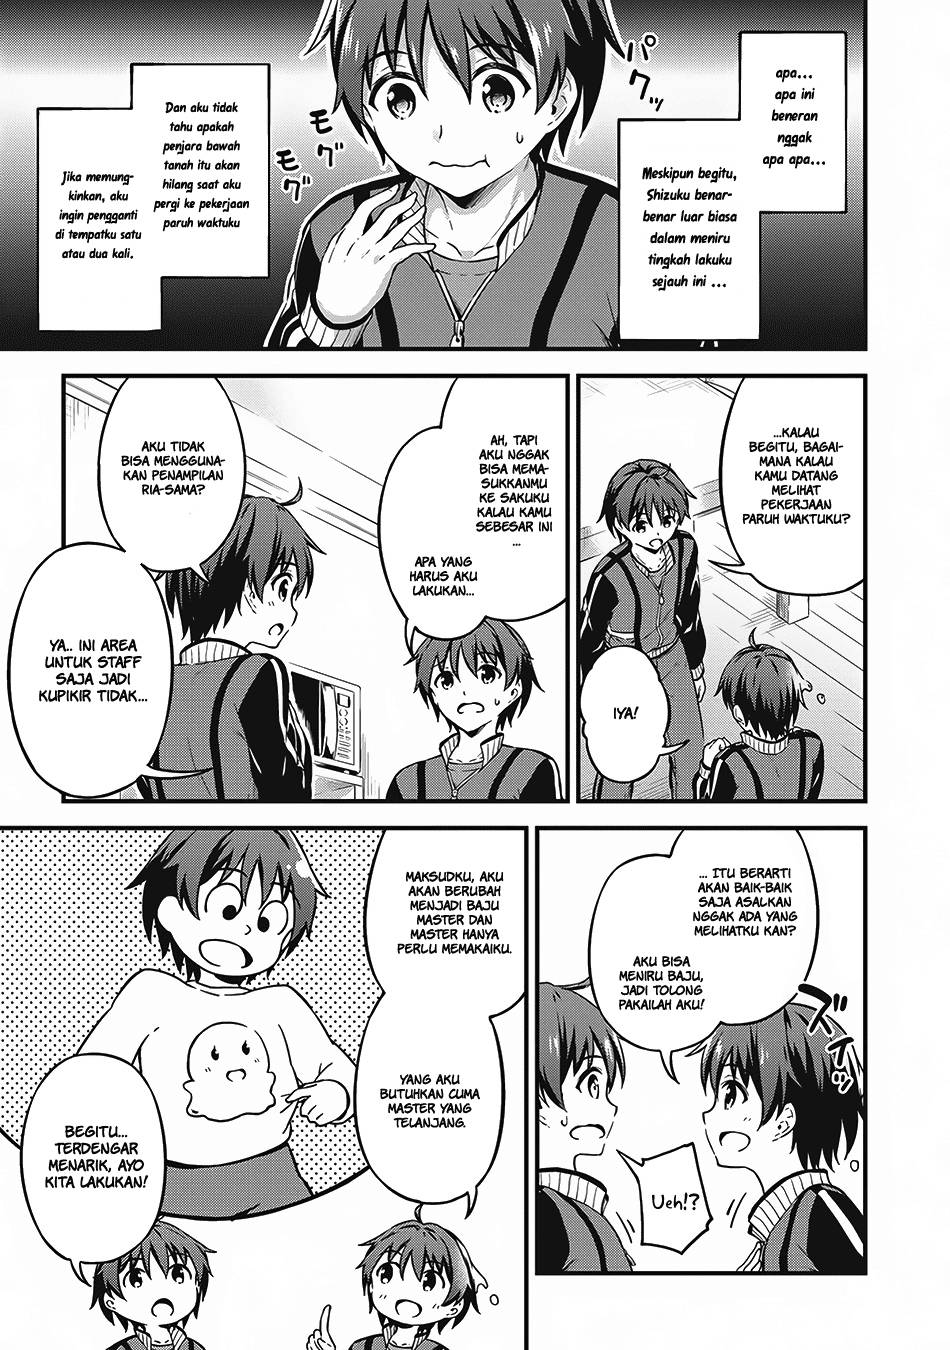 パ
ク
ッ
モグ
モグ
apa...
apa ini
beneran
nggak
apa apa...
Meskipun begitu,
Shizuku benar-
benar luar biasa
dalam meniru
tingkah lakuku
sejauh ini ...
Dan aku tidak
tahu apakah
penjara bawah
tanah itu akan
hilang saat aku
pergi ke pekerjaan
paruh waktuku
Jika memung-
kinkan, aku
ingin pengganti
di tempatku satu
atau dua kali.
...KALAU
BEGITU, BAGAI-
MANA KALAU
KAMU DATANG
MELIHAT
PEKERJAAN
PARUH WAKTUKU?
IYA!
AH, TAPI
AKU NGGAK
BISA MEMA-
SUKKANMU
KE SAKUKU
KALAU KAMU
SEBESAR INI
...
APA YANG
HARUS AKU
LAKUKAN...
AKU TIDAK
BISA MENGGUNA-
KAN PENAMPILAN
RIA-SAMA?
YA.. INI AREA
UNTUK STAFF
SAJA JADI
KUPIKIR TIDAK...
... ITU BERARTI
AKAN BAIK-BAIK
SAJA ASALKAN
NGGAK ADA YANG
MELIHATKU KAN?
AKU BISA
MENIRU BAJU,
JADI TOLONG
PAKAILAH AKU!
ズイッ
Ueh!?
MAKSUDKU, AKU
AKAN BERUBAH
MENJADI BAJU
MASTER DAN
MASTER HANYA
PERLU MEMAKAIKU.
YANG AKU
BUTUHKAN CUMA
MASTER YANG
TELANJANG.
BEGITU...
TERDENGAR
MENARIK, AYO
KITA LAKUKAN!